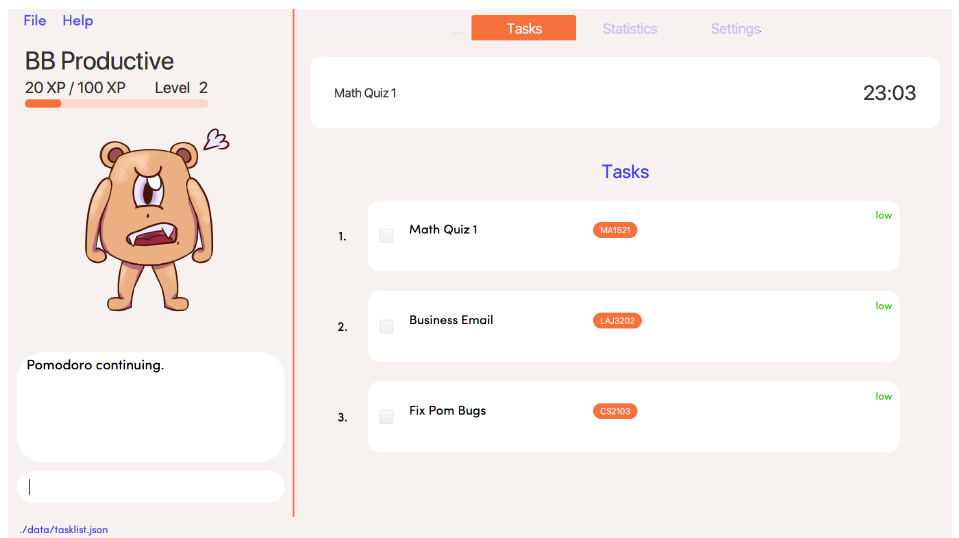 File Help
BB Productive
20 XP / 100 XP Level 2
Pomodoro continuing.
./data/tasklist.json
... Tasks Statistics Settings
Math Quiz 1 23:03
Tasks
1. Math Quiz 1 MA1521 low
2. Business Email LAJ3202 low
3. Fix Pom Bugs CS2103 low